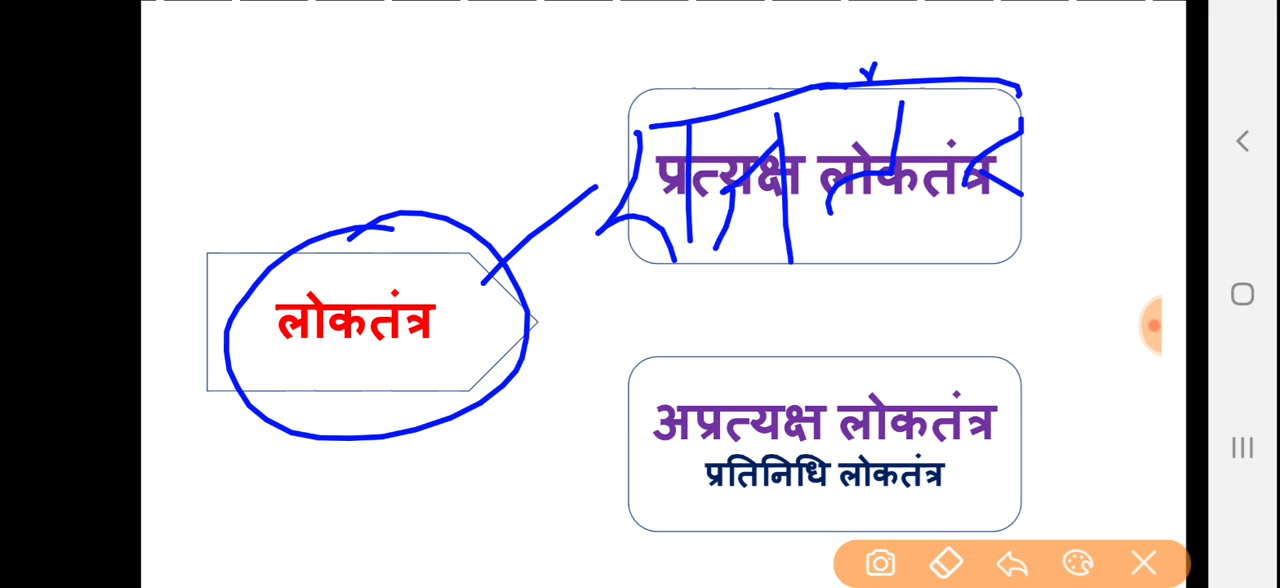 प्रत्यक्ष लोकतंत्र
लोकतंत्र
अप्रत्यक्ष लोकतंत्र
प्रतिनिधि लोकतंत्र